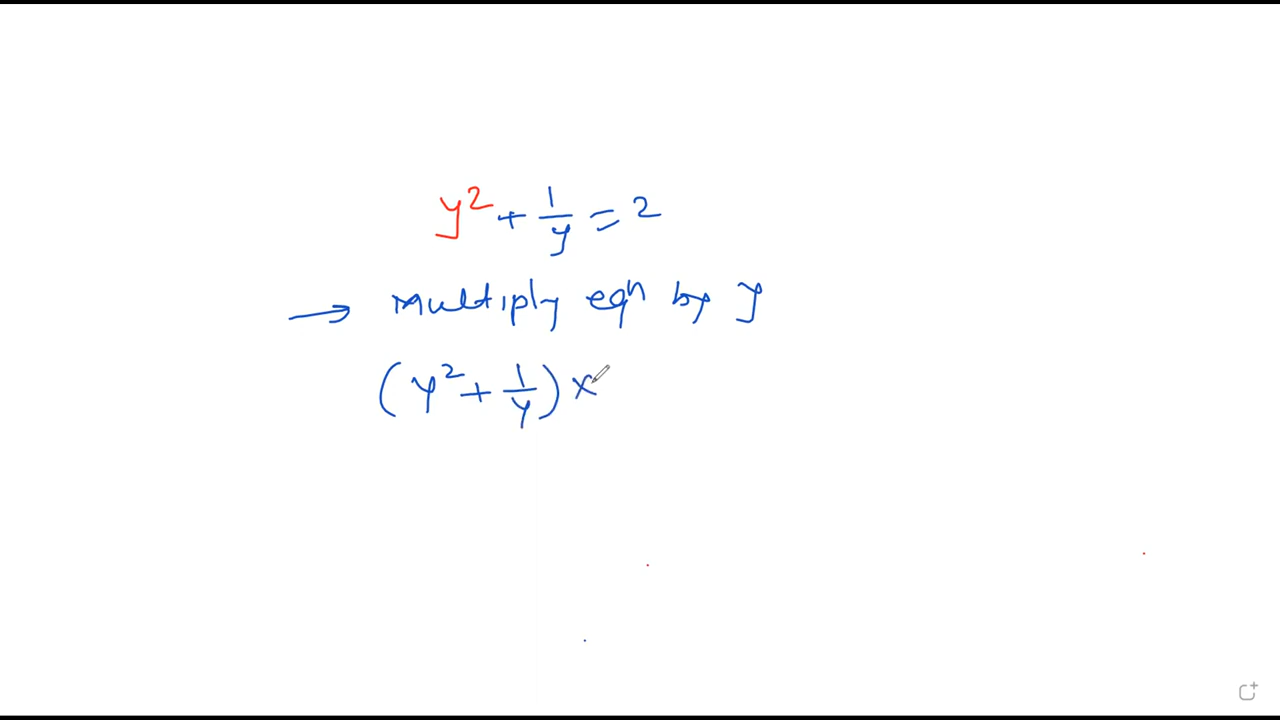 y² + 1/y = 2
→ Multiply eqn by y
(y² + 1/y) ×